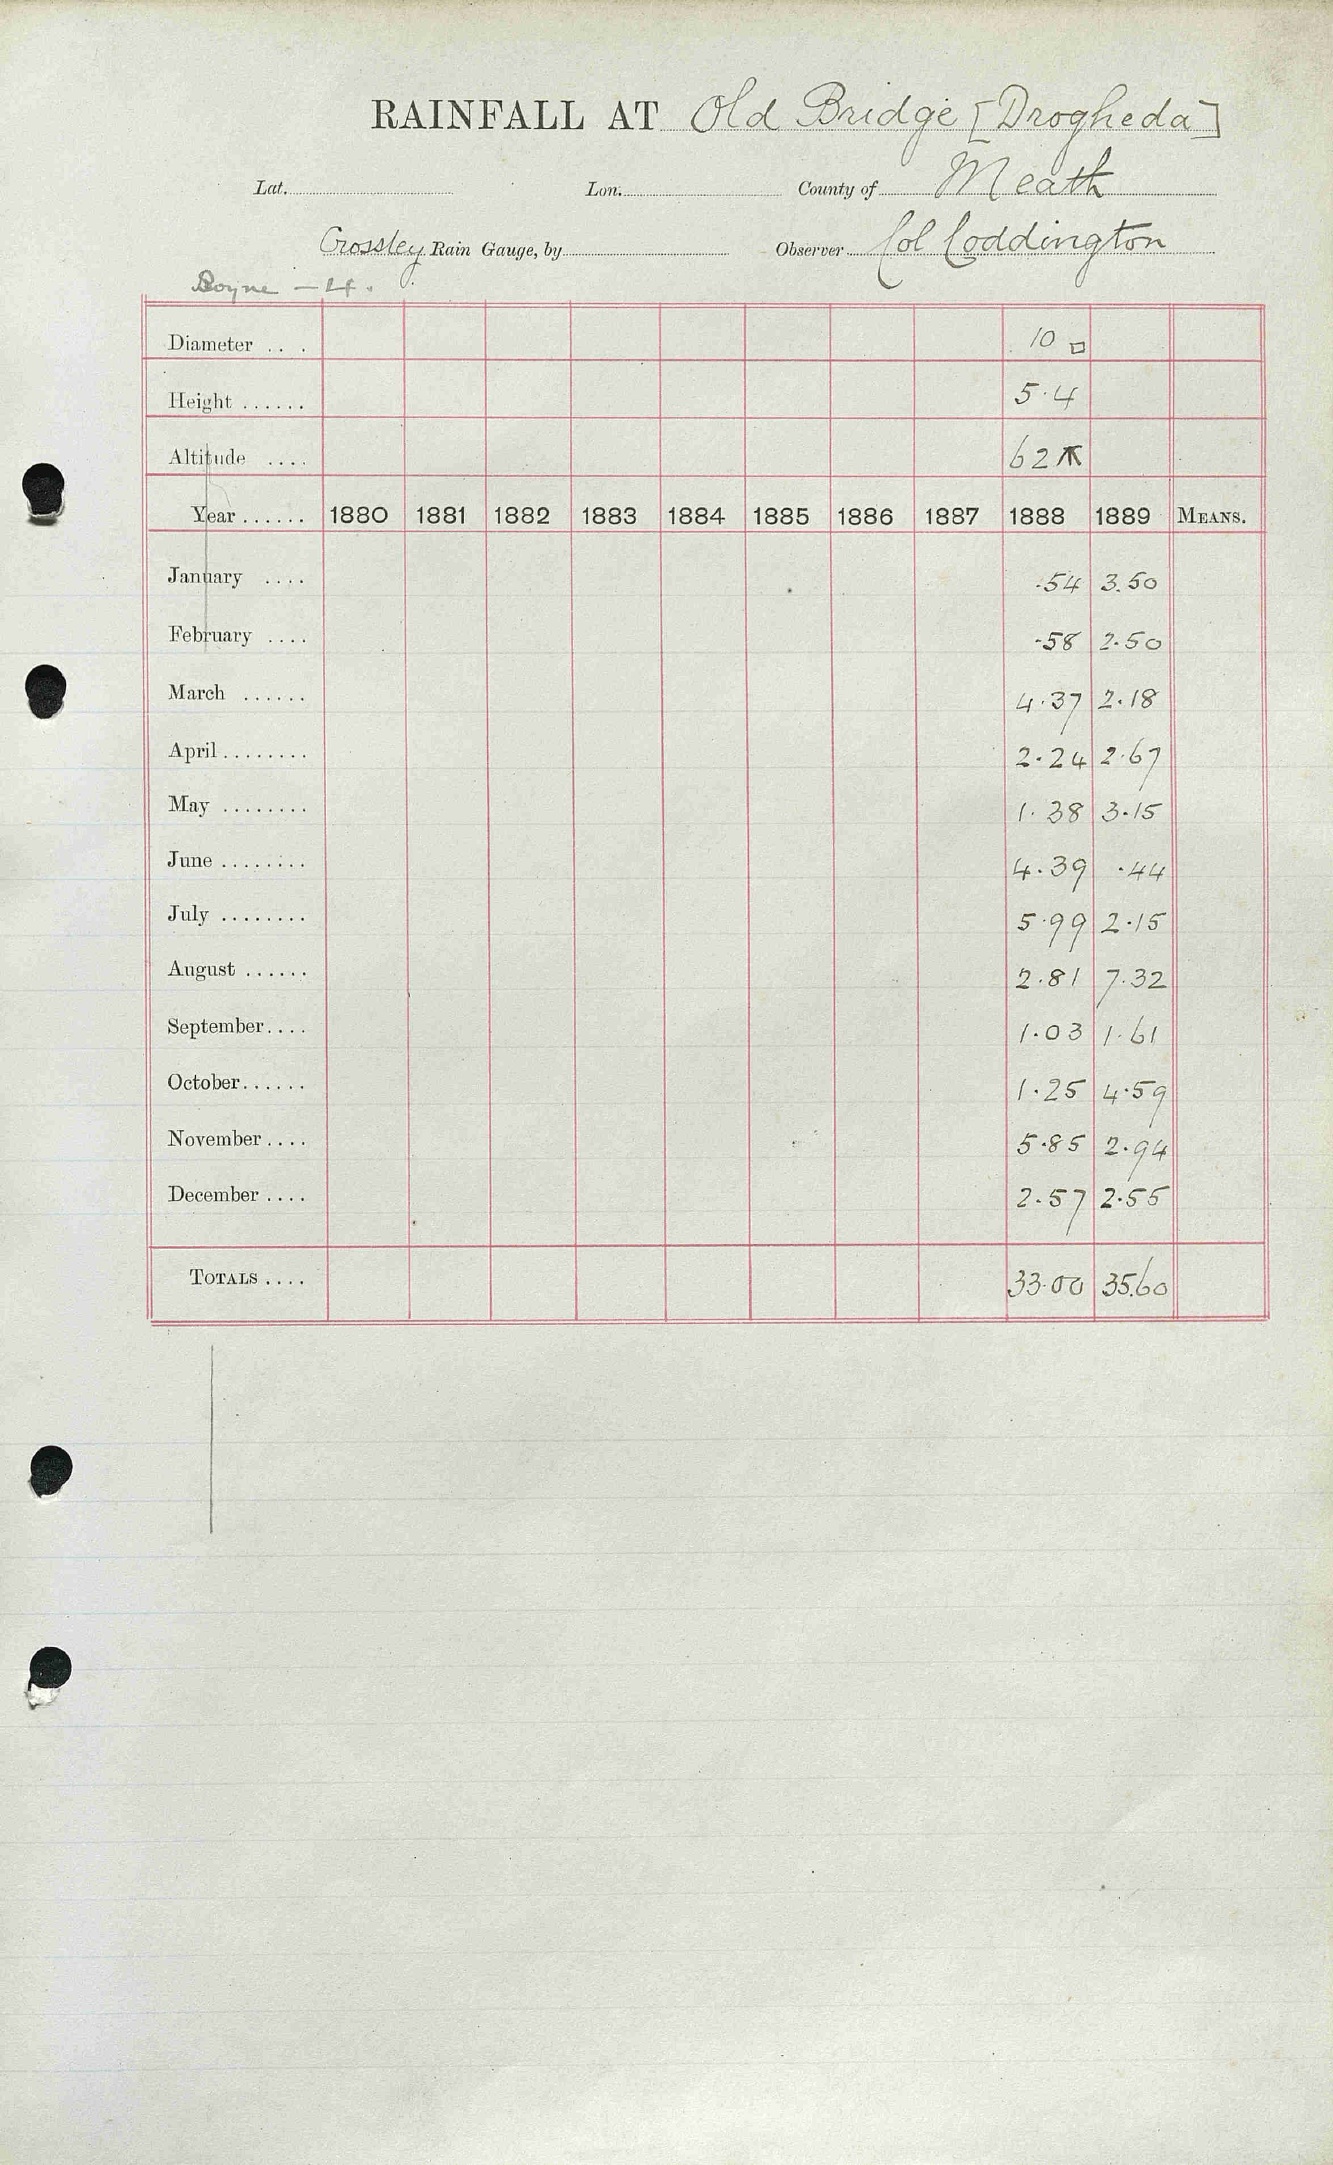 RAINFALL AT Old Bridge [Drogheda]
Lat. Lon. County of Meath
Crossley Rain Gauge, by Observer Col Coddington
Boyne - 4.
Diameter ... 10 □
Height ...... 5.4
Altitude .... 62
Year ...... 1880 1881 1882 1883 1884 1885 1886 1887 1888 1889 MEANS.
January .... .54 3.50
February .... .58 2.50
March ...... 4.37 2.18
April ........ 2.24 2.67
May ........ 1.38 3.15
June ........ 4.39 .44
July ........ 5.99 2.15
August ...... 2.81 7.32
September.... 1.03 1.61
October...... 1.25 4.59
November.... 5.85 2.94
December.... 2.57 2.55
TOTALS.... 33.00 35.60